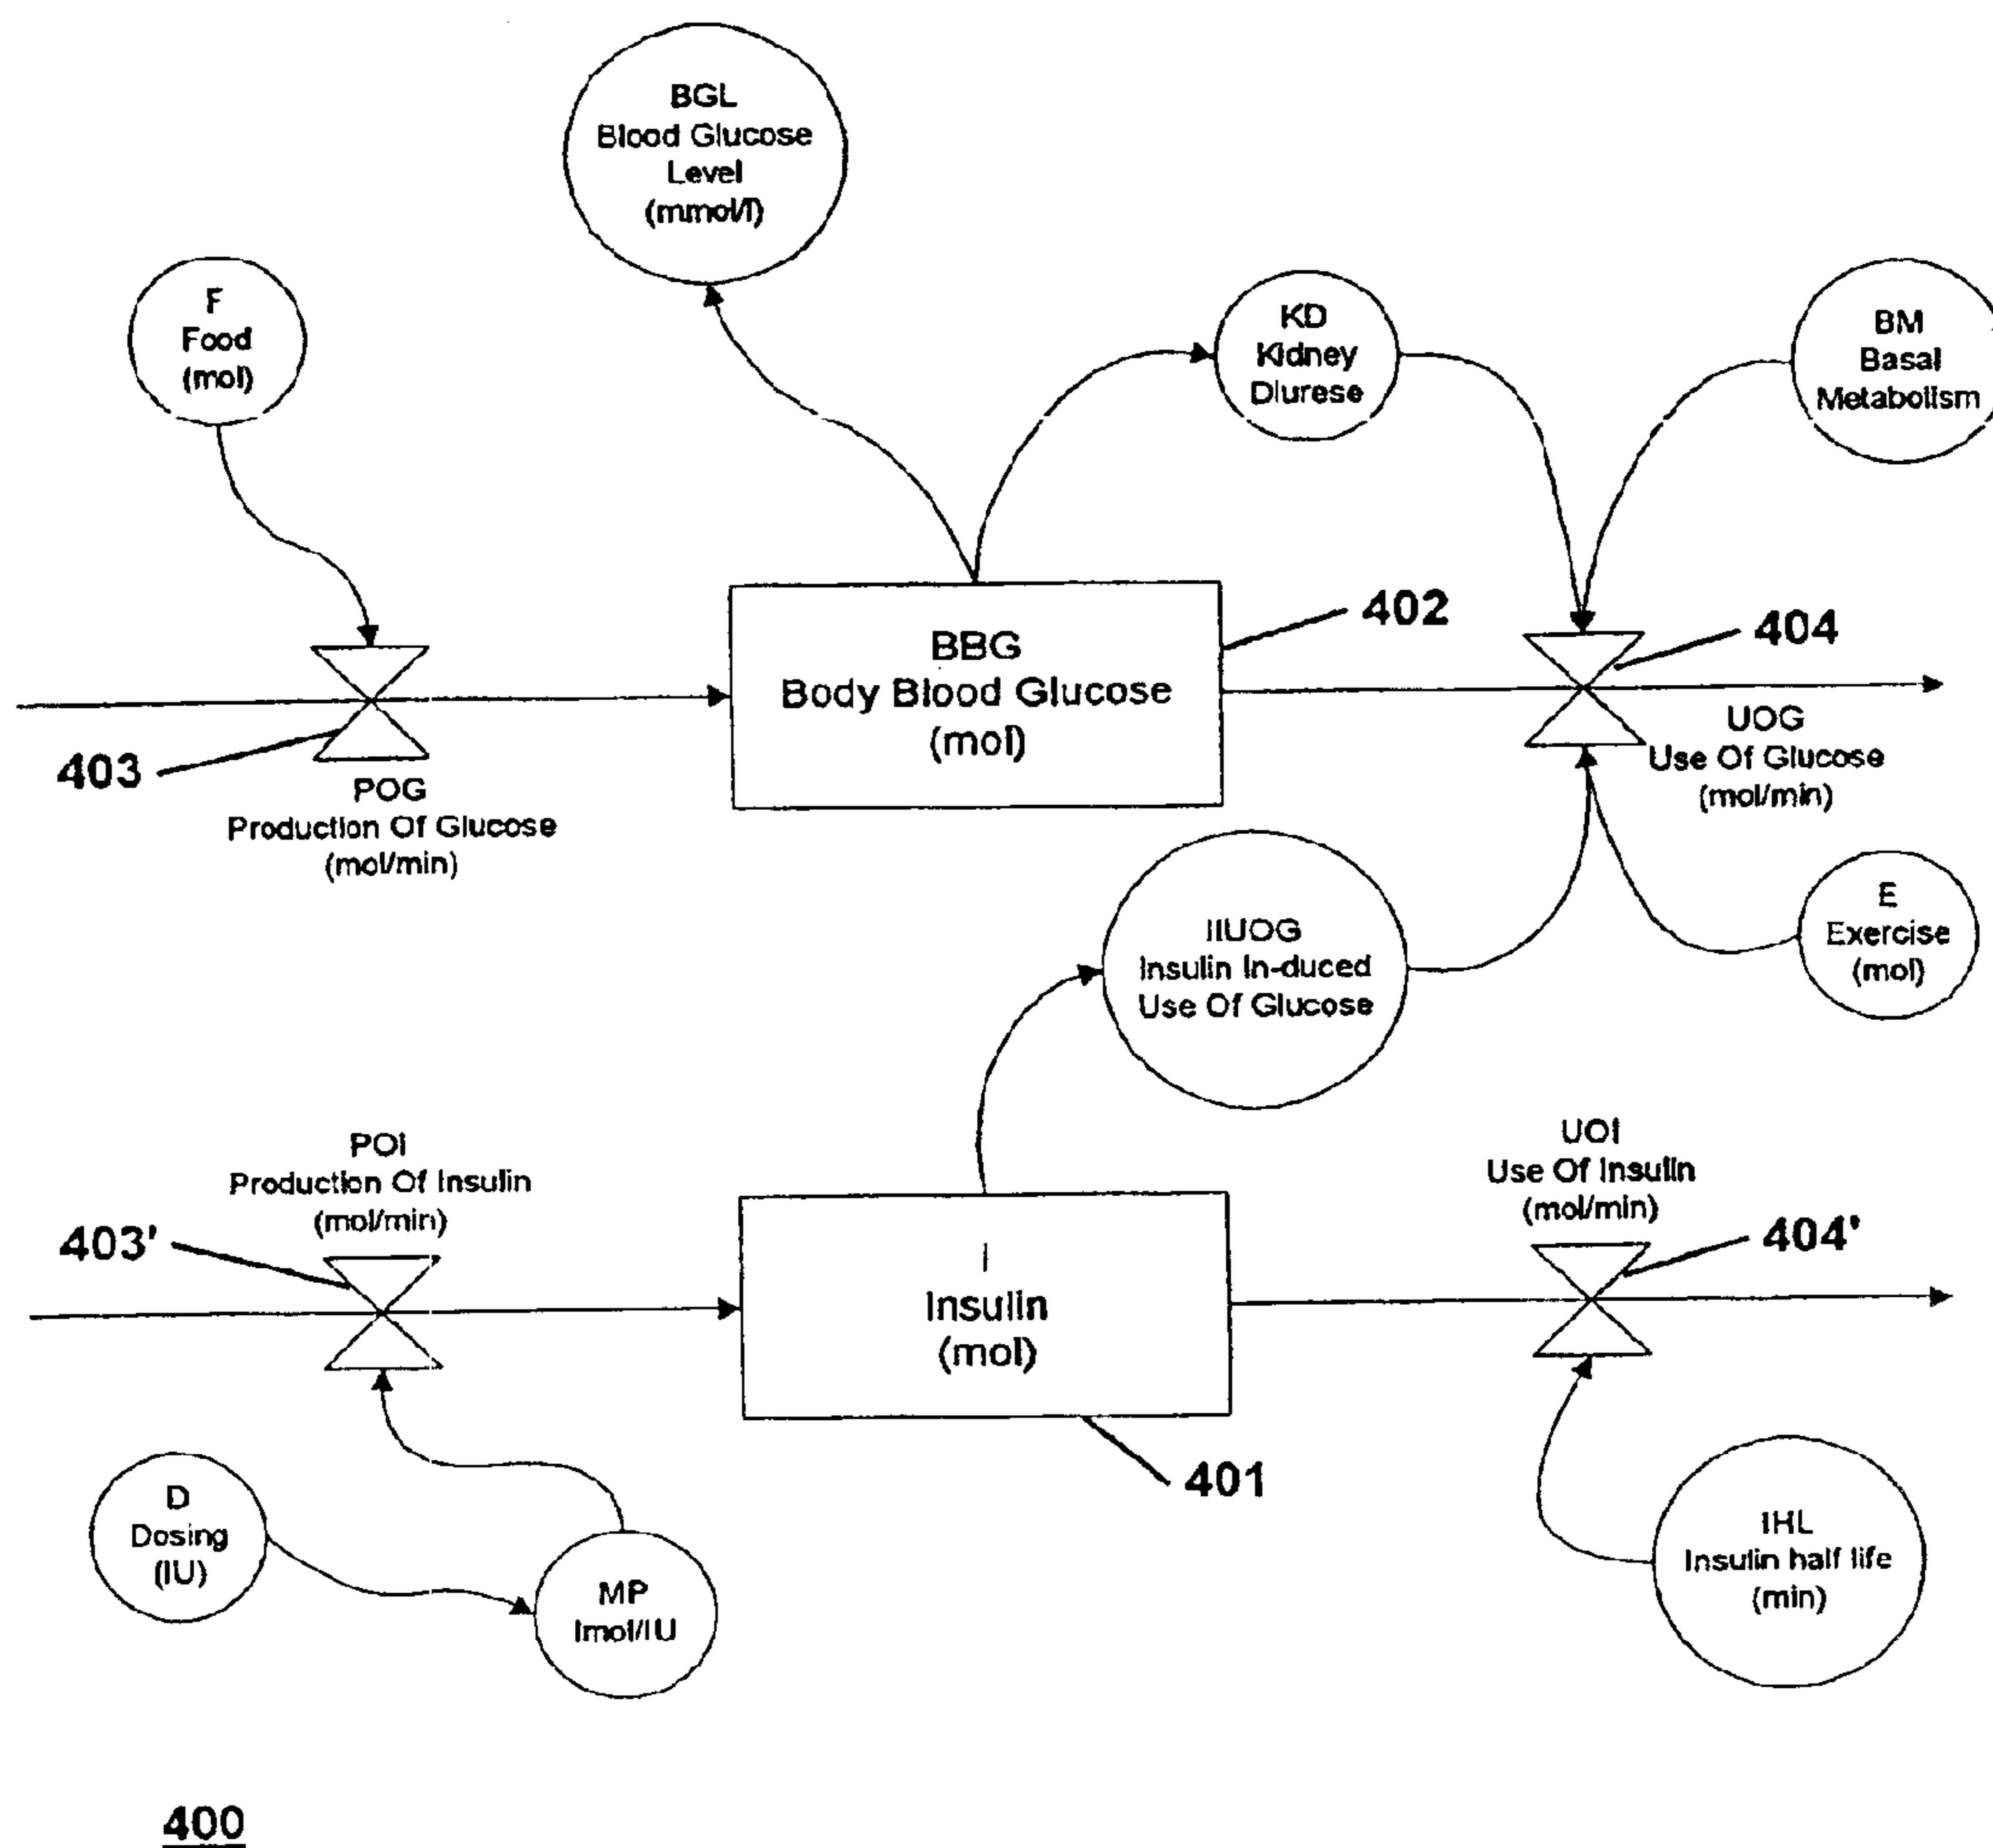 BGL
Blood Glucose
Level
(mmol/l)
F
Food
(mol)
KD
Kidney
Diurese
BM
Basal
Metabolism
402
404
BBG
Body Blood Glucose
(mol)
403
POG
Production Of Glucose
(mol/min)
UOG
Use Of Glucose
(mol/min)
IIUOG
Insulin In-duced
Use Of Glucose
E
Exercise
(mol)
POI
Production Of Insulin
(mol/min)
403'
UOI
Use Of Insulin
(mol/min)
404'
I
Insulin
(mol)
401
D
Dosing
(IU)
MP
Imol/IU
IHL
Insulin half life
(min)
400